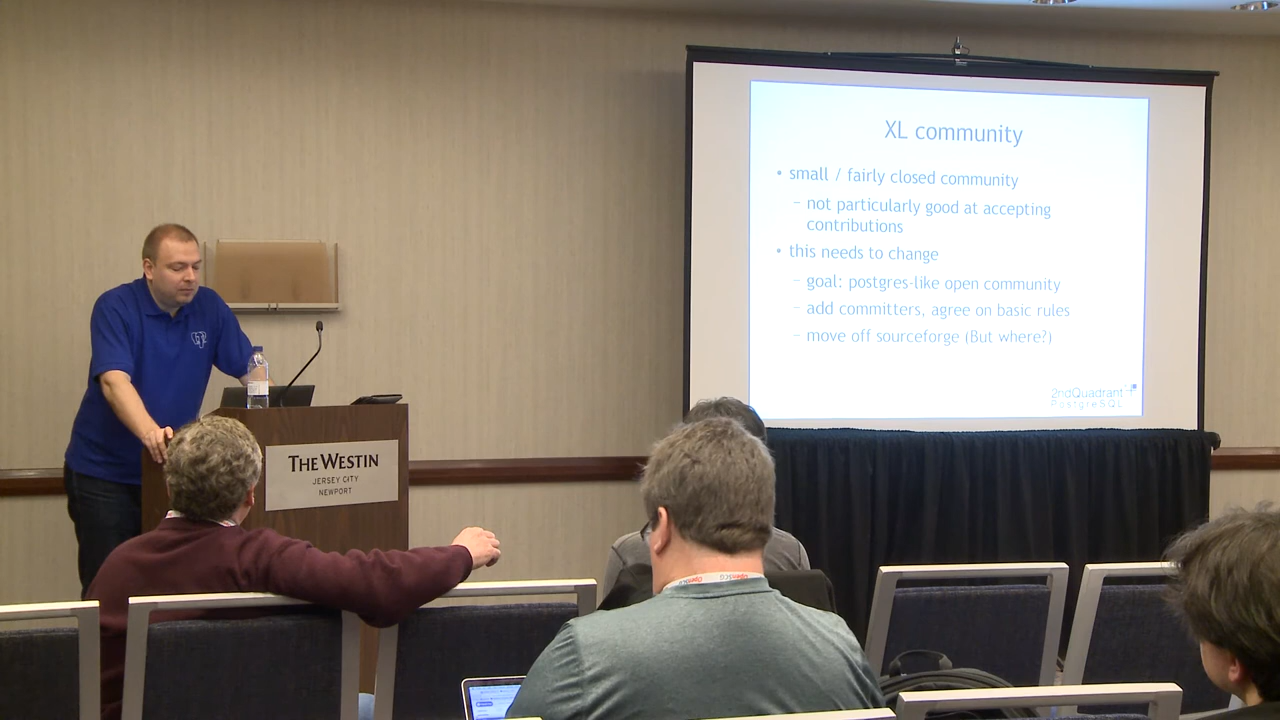 XL community
• small / fairly closed community
– not particularly good at accepting
contributions
• this needs to change
– goal: postgres-like open community
– add committers, agree on basic rules
– move off sourceforge (But where?)
2ndQuadrant
PostgreSQL
THE WESTIN
JERSEY CITY
NEWPORT